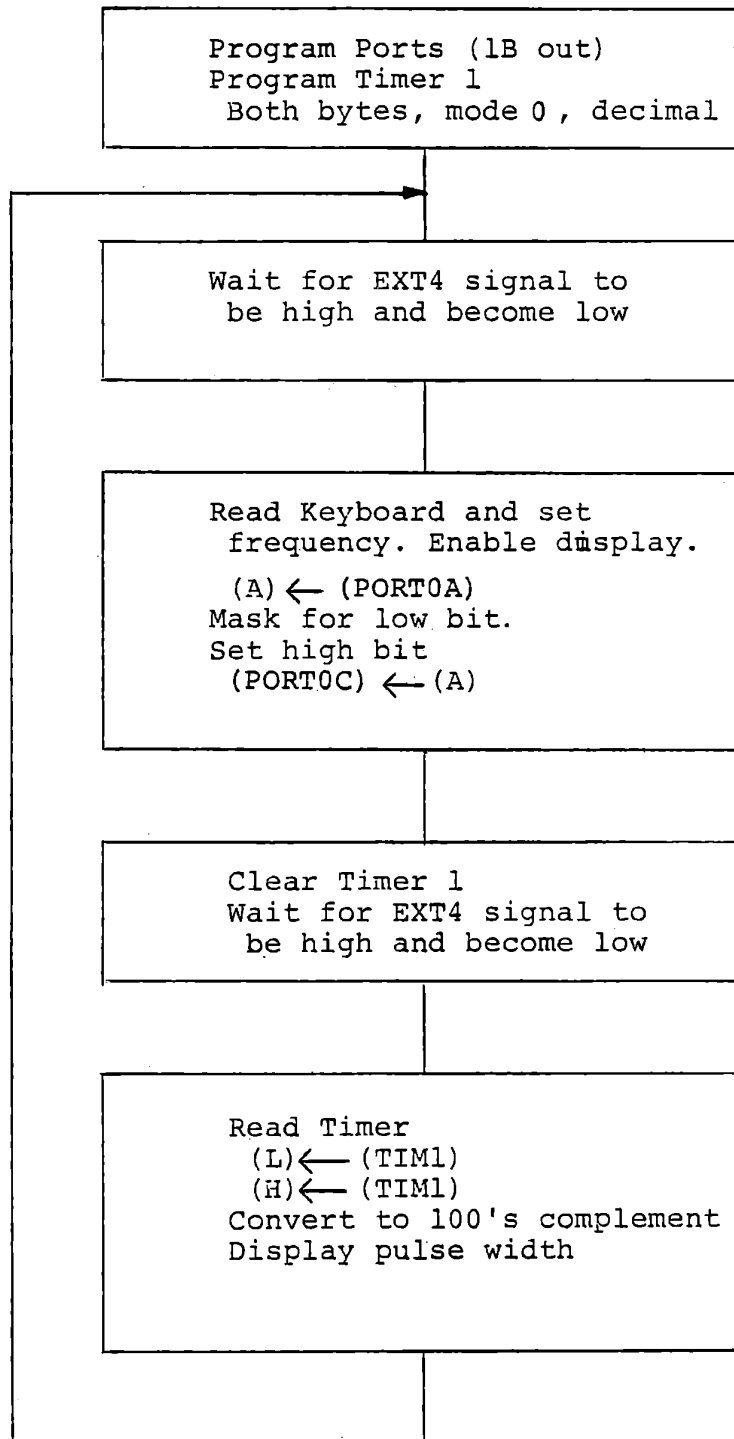 Program Ports (1B out)
Program Timer 1
Both bytes, mode 0 , decimal
Wait for EXT4 signal to
be high and become low
Read Keyboard and set
frequency. Enable display.
(A) ← (PORT0A)
Mask for low bit.
Set high bit
(PORT0C) ← (A)
Clear Timer 1
Wait for EXT4 signal to
be high and become low
Read Timer
(L) ← (TIM1)
(H) ← (TIM1)
Convert to 100's complement
Display pulse width